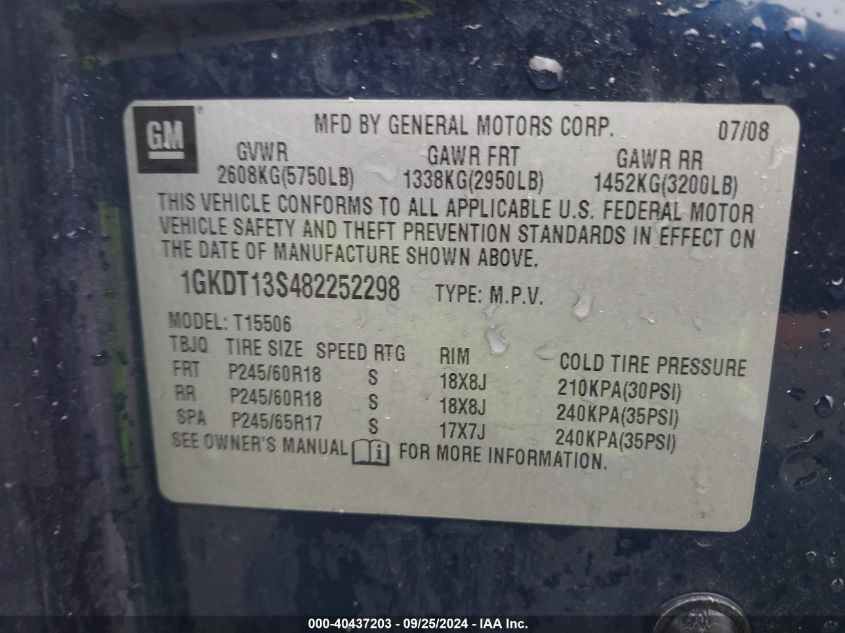 GM®
MFD BY GENERAL MOTORS CORP. 07/08
GVWR GAWR FRT GAWR RR
2608KG(5750LB) 1338KG(2950LB) 1452KG(3200LB)
THIS VEHICLE CONFORMS TO ALL APPLICABLE U.S. FEDERAL MOTOR
VEHICLE SAFETY AND THEFT PREVENTION STANDARDS IN EFFECT ON
THE DATE OF MANUFACTURE SHOWN ABOVE.
1GKDT13S482252298 TYPE: M.P.V.
MODEL: T15506
TBJQ TIRE SIZE SPEED RTG RIM COLD TIRE PRESSURE
FRT P245/60R18 S 18X8J 210KPA(30PSI)
RR P245/60R18 S 18X8J 240KPA(35PSI)
SPA P245/65R17 S 17X7J 240KPA(35PSI)
SEE OWNER'S MANUAL i FOR MORE INFORMATION.
000-40437203 - 09/25/2024 - IAA Inc.